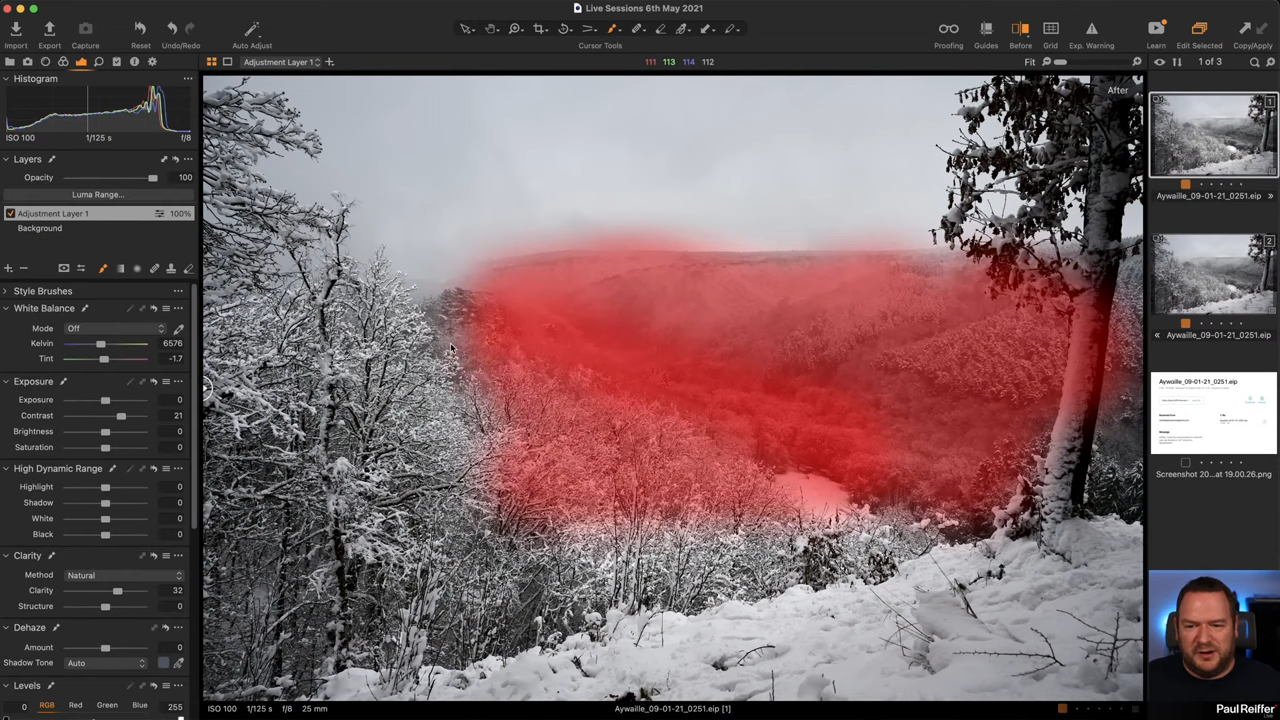 Live Sessions 6th May 2021
Import
Export
Capture
Reset
Undo/Redo
Auto Adjust
Cursor Tools
Proofing
Guides
Before
Grid
Exp. Warning
Learn
Edit Selected
Copy/Apply
Adjustment Layer 1
111 113 114 112
Fit
1 of 3
Histogram
ISO 100 1/125 s f/8
Layers
Opacity 100
Luma Range...
Adjustment Layer 1 100%
Background
Style Brushes
White Balance
Mode Off
Kelvin 6576
Tint -1.7
Exposure
Exposure 0
Contrast 21
Brightness 0
Saturation 0
High Dynamic Range
Highlight 0
Shadow 0
White 0
Black 0
Clarity
Method Natural
Clarity 32
Structure 0
Dehaze
Amount 0
Shadow Tone Auto
Levels
0 RGB Red Green Blue 255
After
ISO 100 1/125 s f/8 25 mm
Aywaille_09-01-21_0251.eip [1]
1
Aywaille_09-01-21_0251.eip
2
Aywaille_09-01-21_0251.eip
Aywaille_09-01-21_0251.eip
Screenshot 20...at 19.00.26.png
Paul Reiffer
Live